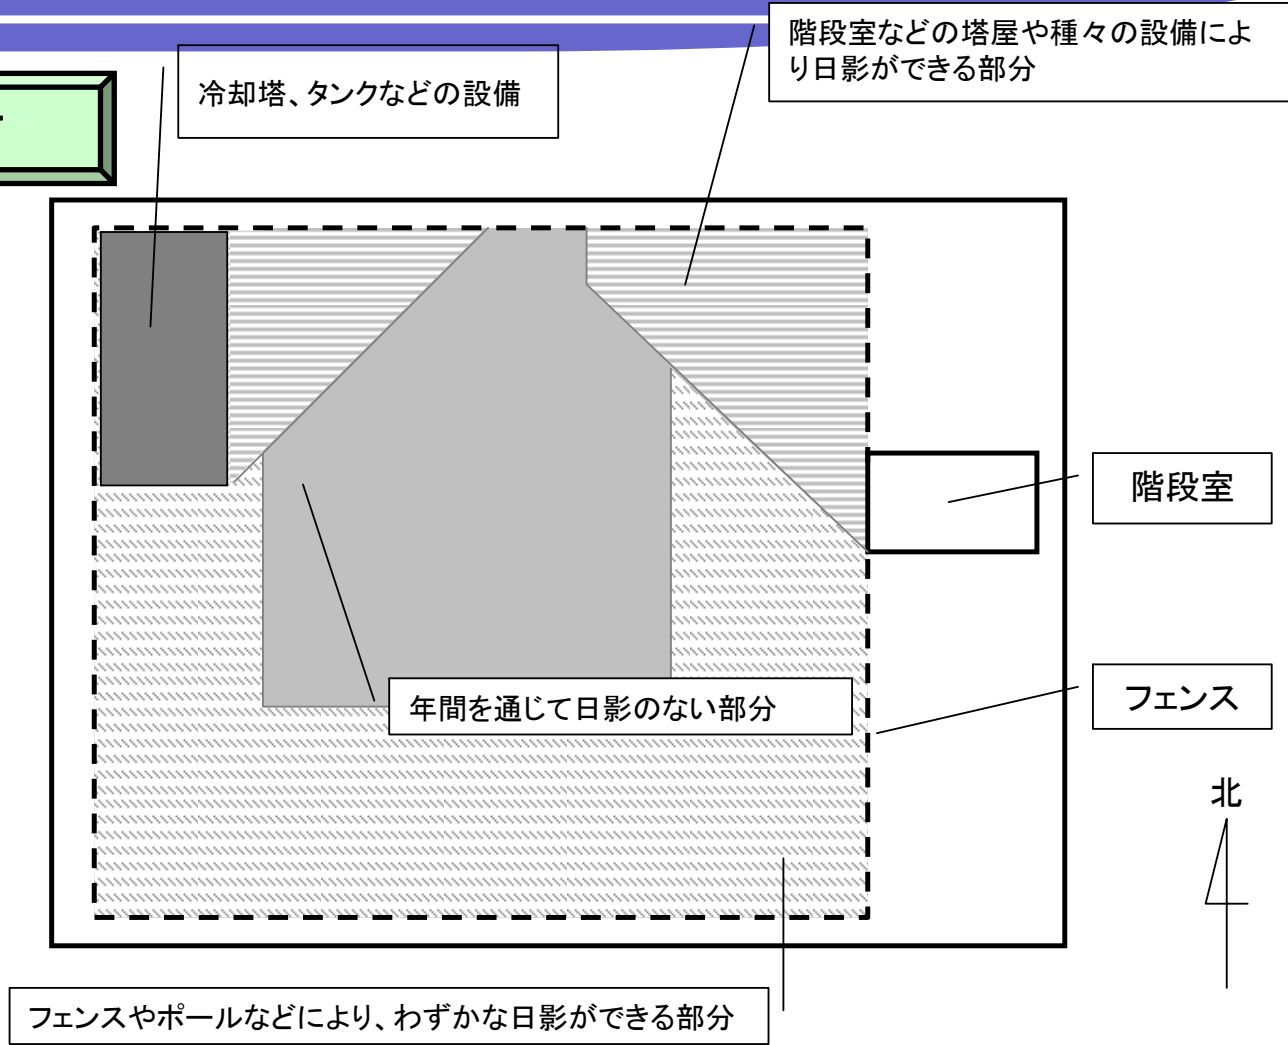 階段室などの塔屋や種々の設備によ
り日影ができる部分
冷却塔、タンクなどの設備
階段室
フェンス
年間を通じて日影のない部分
北
フェンスやポールなどにより、わずかな日影ができる部分